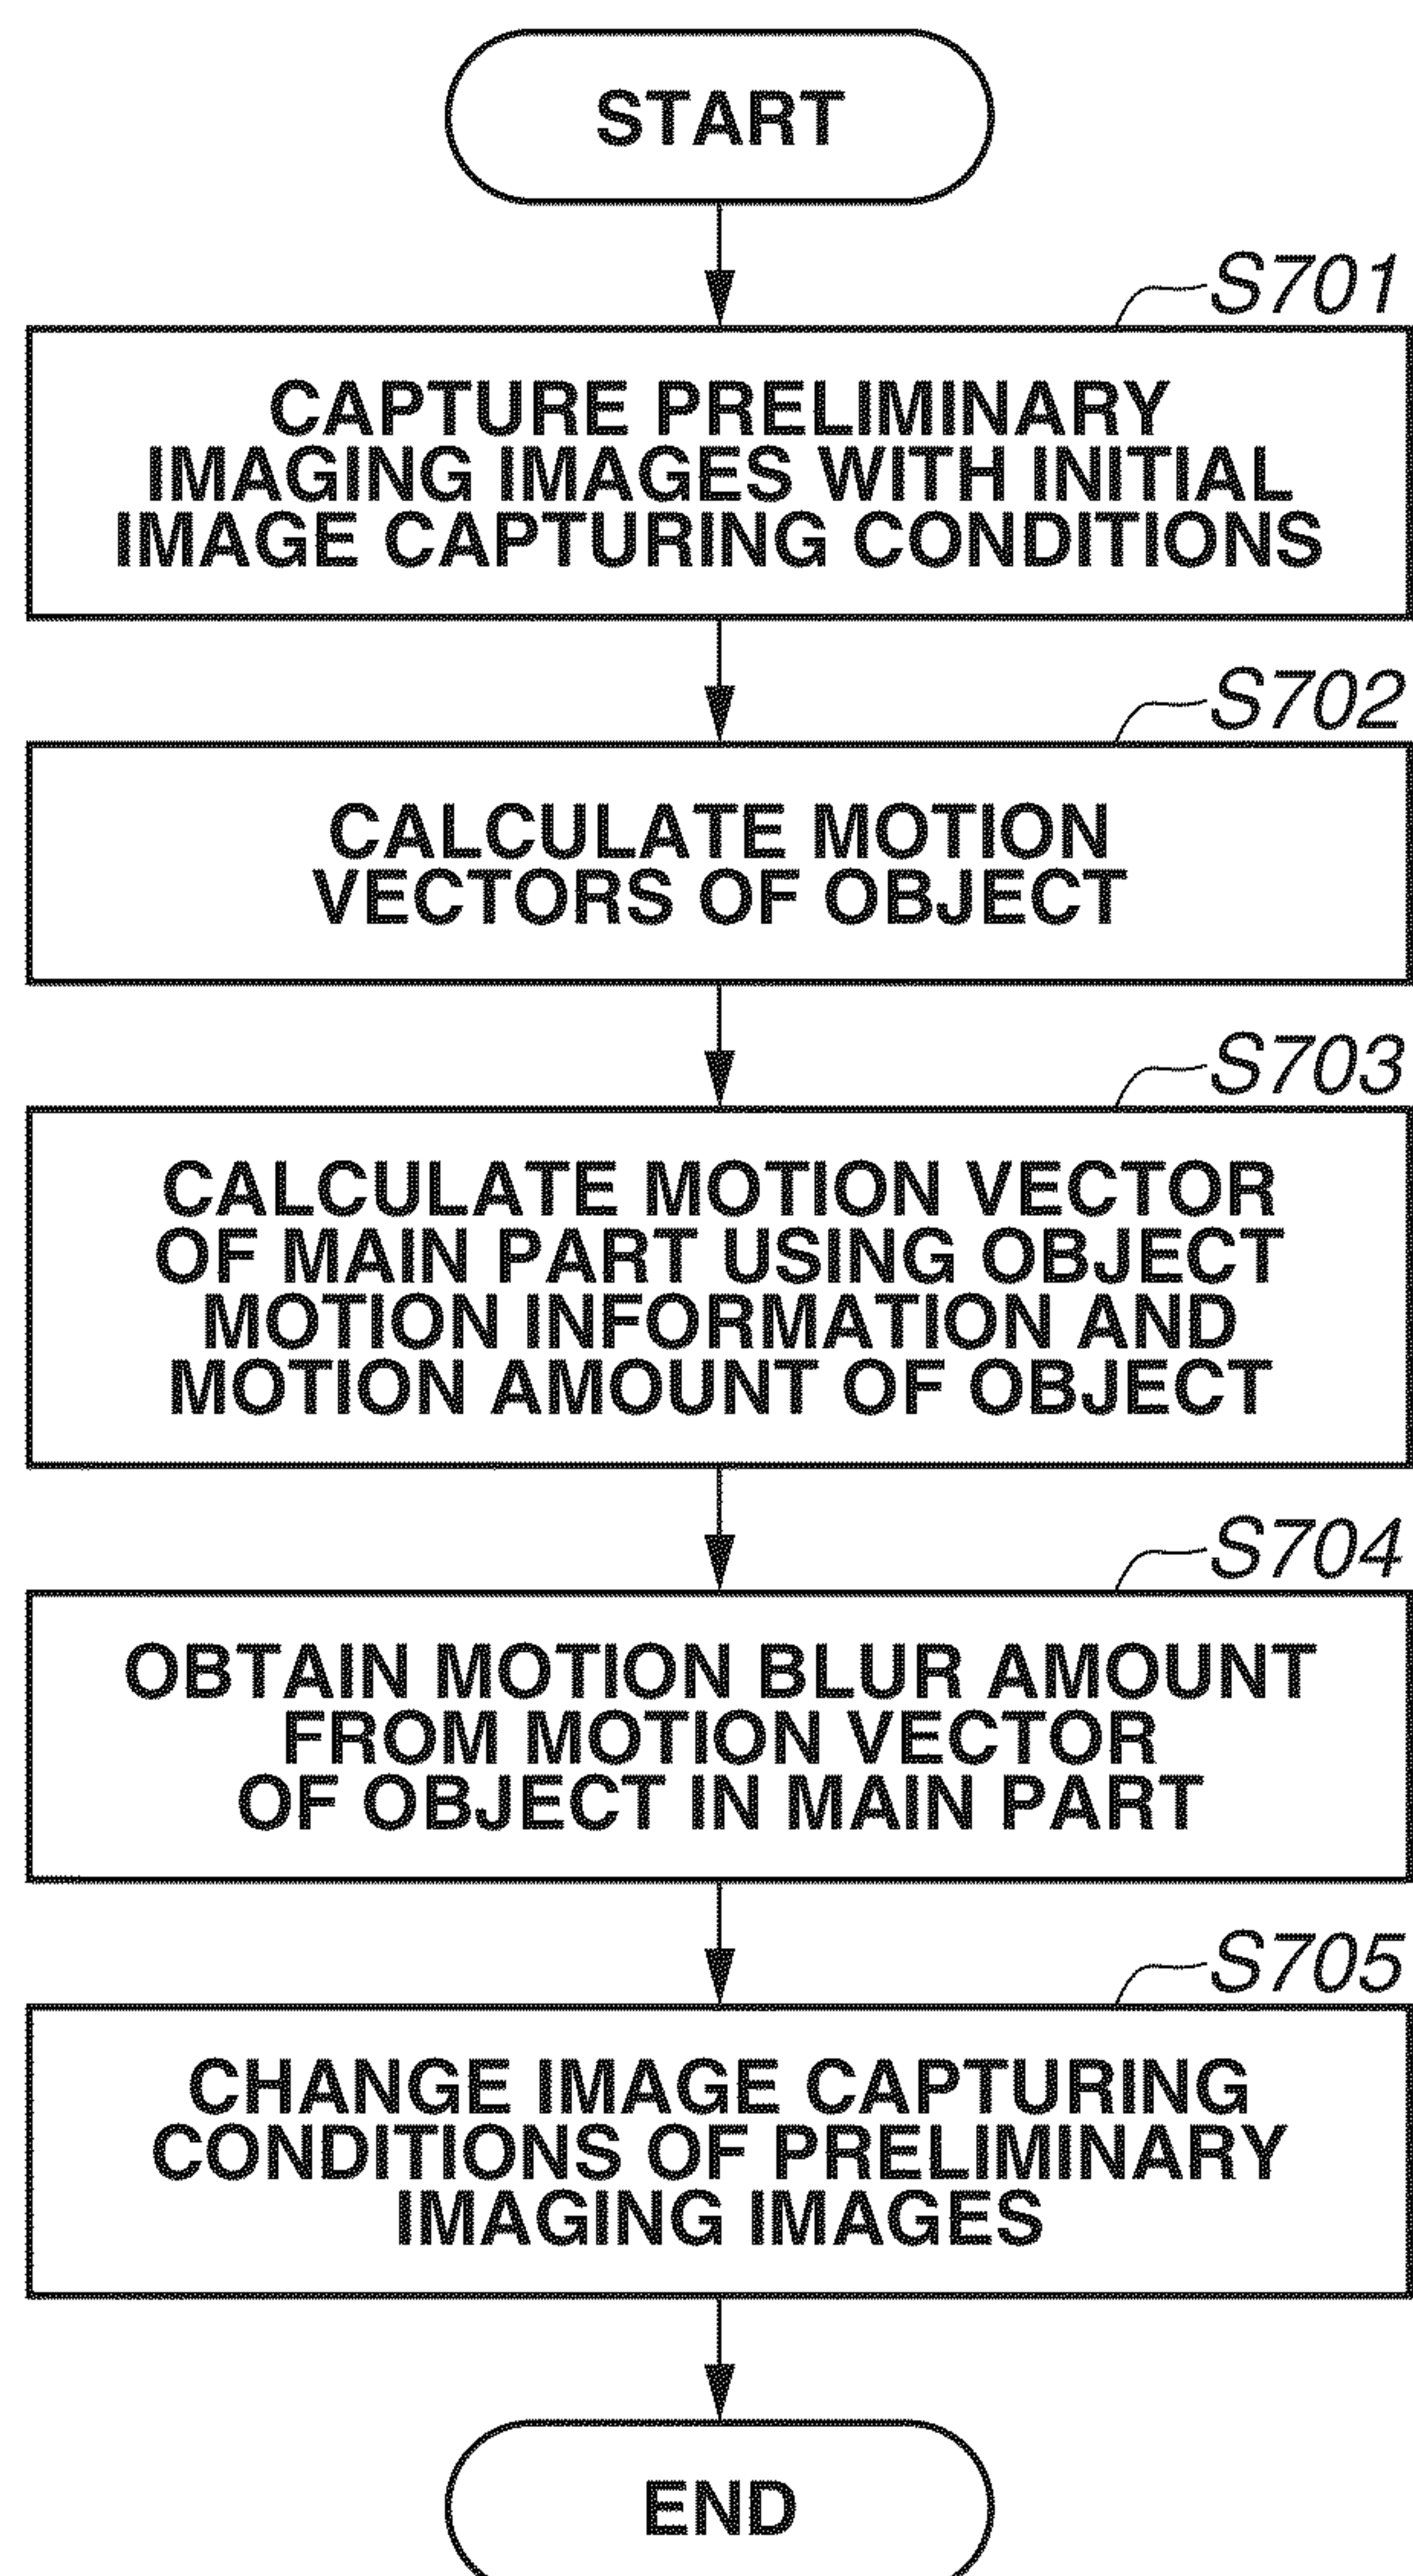 START
S701
CAPTURE PRELIMINARY
IMAGING IMAGES WITH INITIAL
IMAGE CAPTURING CONDITIONS
S702
CALCULATE MOTION
VECTORS OF OBJECT
S703
CALCULATE MOTION VECTOR
OF MAIN PART USING OBJECT
MOTION INFORMATION AND
MOTION AMOUNT OF OBJECT
S704
OBTAIN MOTION BLUR AMOUNT
FROM MOTION VECTOR
OF OBJECT IN MAIN PART
S705
CHANGE IMAGE CAPTURING
CONDITIONS OF PRELIMINARY
IMAGING IMAGES
END